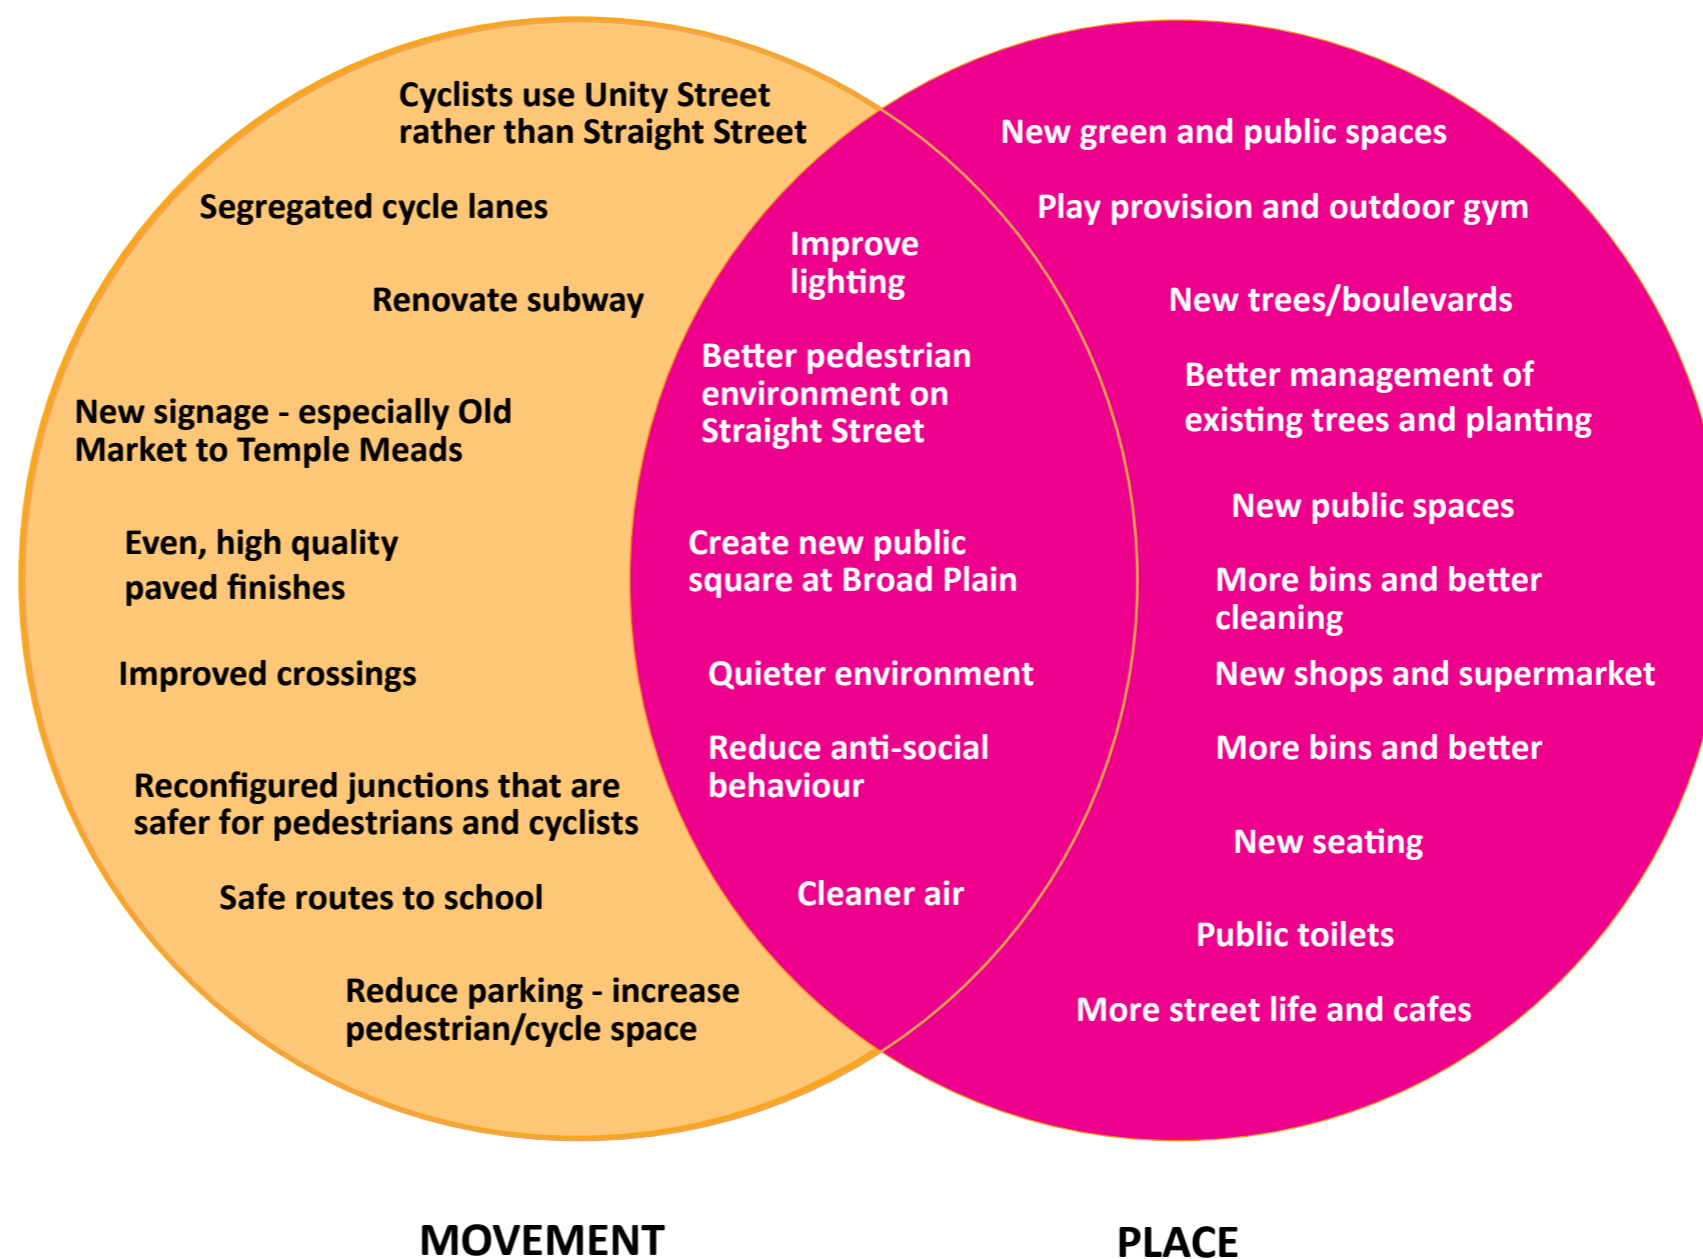 Cyclists use Unity Street
rather than Straight Street
Segregated cycle lanes
Renovate subway
New signage - especially Old
Market to Temple Meads
Even, high quality
paved finishes
Improved crossings
Reconfigured junctions that are
safer for pedestrians and cyclists
Safe routes to school
Reduce parking - increase
pedestrian/cycle space
Improve
lighting
Better pedestrian
environment on
Straight Street
Create new public
square at Broad Plain
Quieter environment
Reduce anti-social
behaviour
Cleaner air
New green and public spaces
Play provision and outdoor gym
New trees/boulevards
Better management of
existing trees and planting
New public spaces
More bins and better
cleaning
New shops and supermarket
More bins and better
New seating
Public toilets
More street life and cafes
MOVEMENT
PLACE